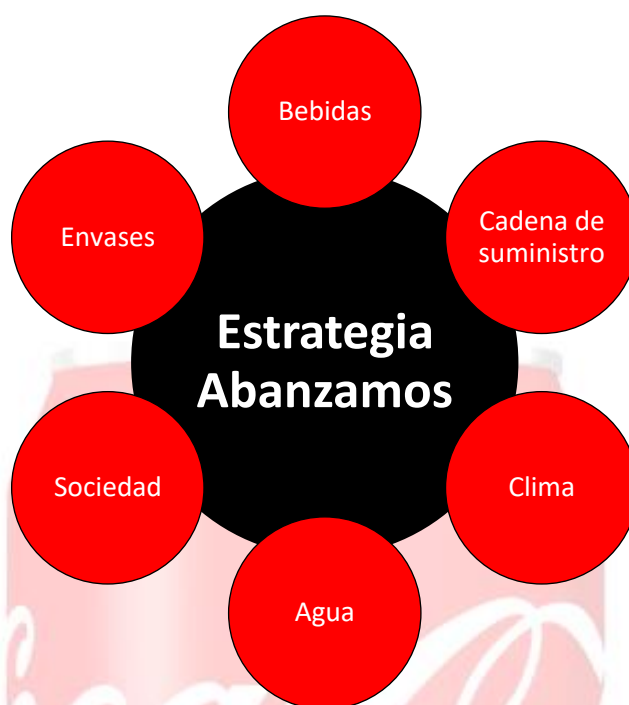 Bebidas
Envases
Cadena de
suministro
Estrategia
Abanzamos
Sociedad
Clima
Agua